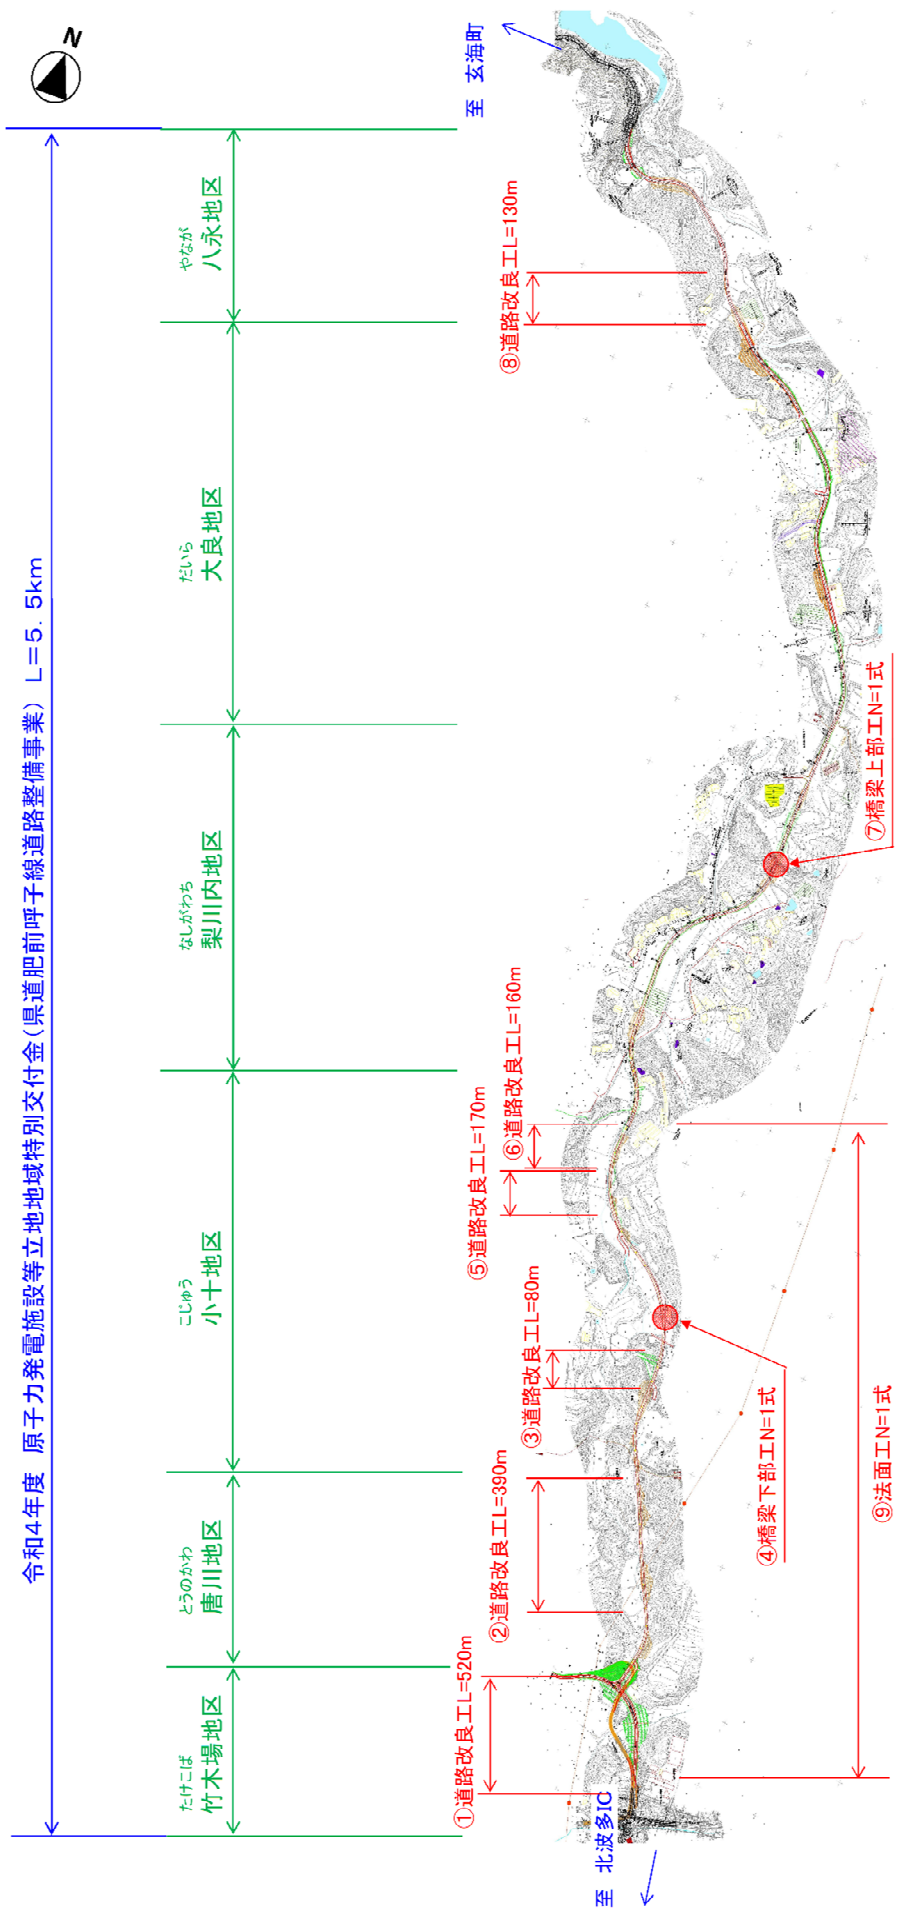 令和4年度 原子力発電施設等立地地域特別交付金(県道肥前呼子線道路整備事業) L=5.5km
たけこば
竹木場地区
とうのかわ
唐川地区
こじゅう
小十地区
なしがわち
梨川内地区
だいら
大良地区
やなが
八永地区
N
至 北波多IC
至 玄海町
①道路改良工L=520m
②道路改良工L=390m
③道路改良工L=80m
④橋梁下部工N=1式
⑤道路改良工L=170m
⑥道路改良工L=160m
⑦橋梁上部工N=1式
⑧道路改良工L=130m
⑨法面工N=1式